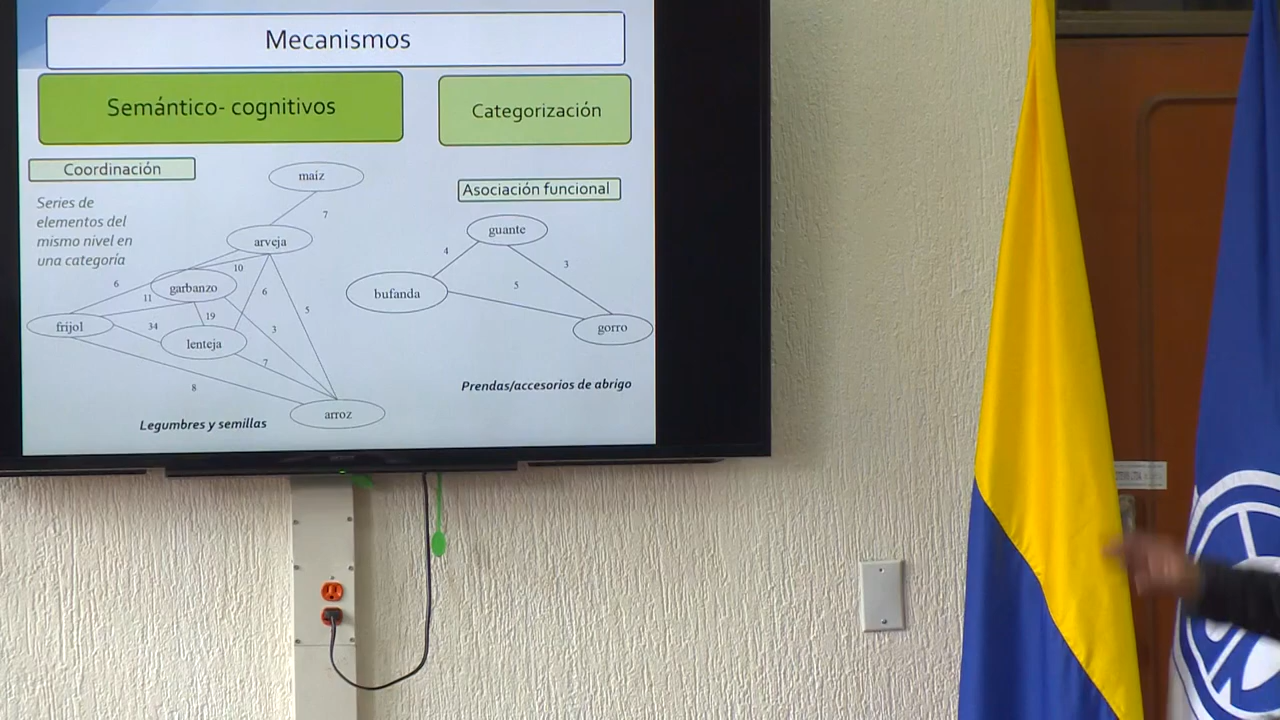 Mecanismos
Semántico- cognitivos
Categorización
Coordinación
Series de
elementos del
mismo nivel en
una categoría
maíz
7
arveja
10
6
garbanzo
11
6
5
19
frijol
34
3
lenteja
7
8
arroz
Legumbres y semillas
Asociación funcional
guante
4
3
5
bufanda
gorro
Prendas/accesorios de abrigo